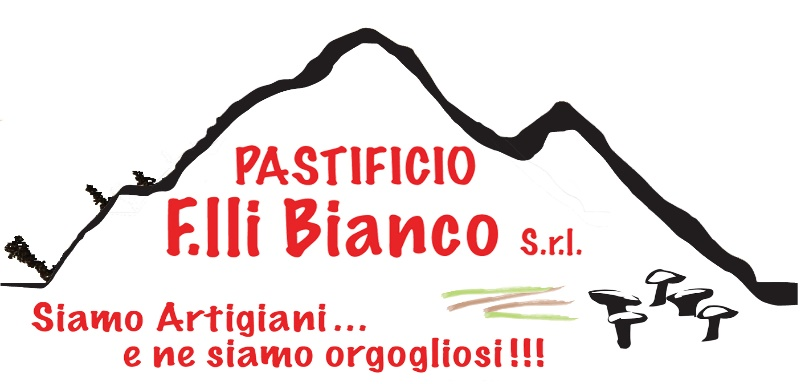 PASTIFICIO
F.lli Bianco S.r.l.
Siamo Artigiani...
e ne siamo orgogliosi!!!